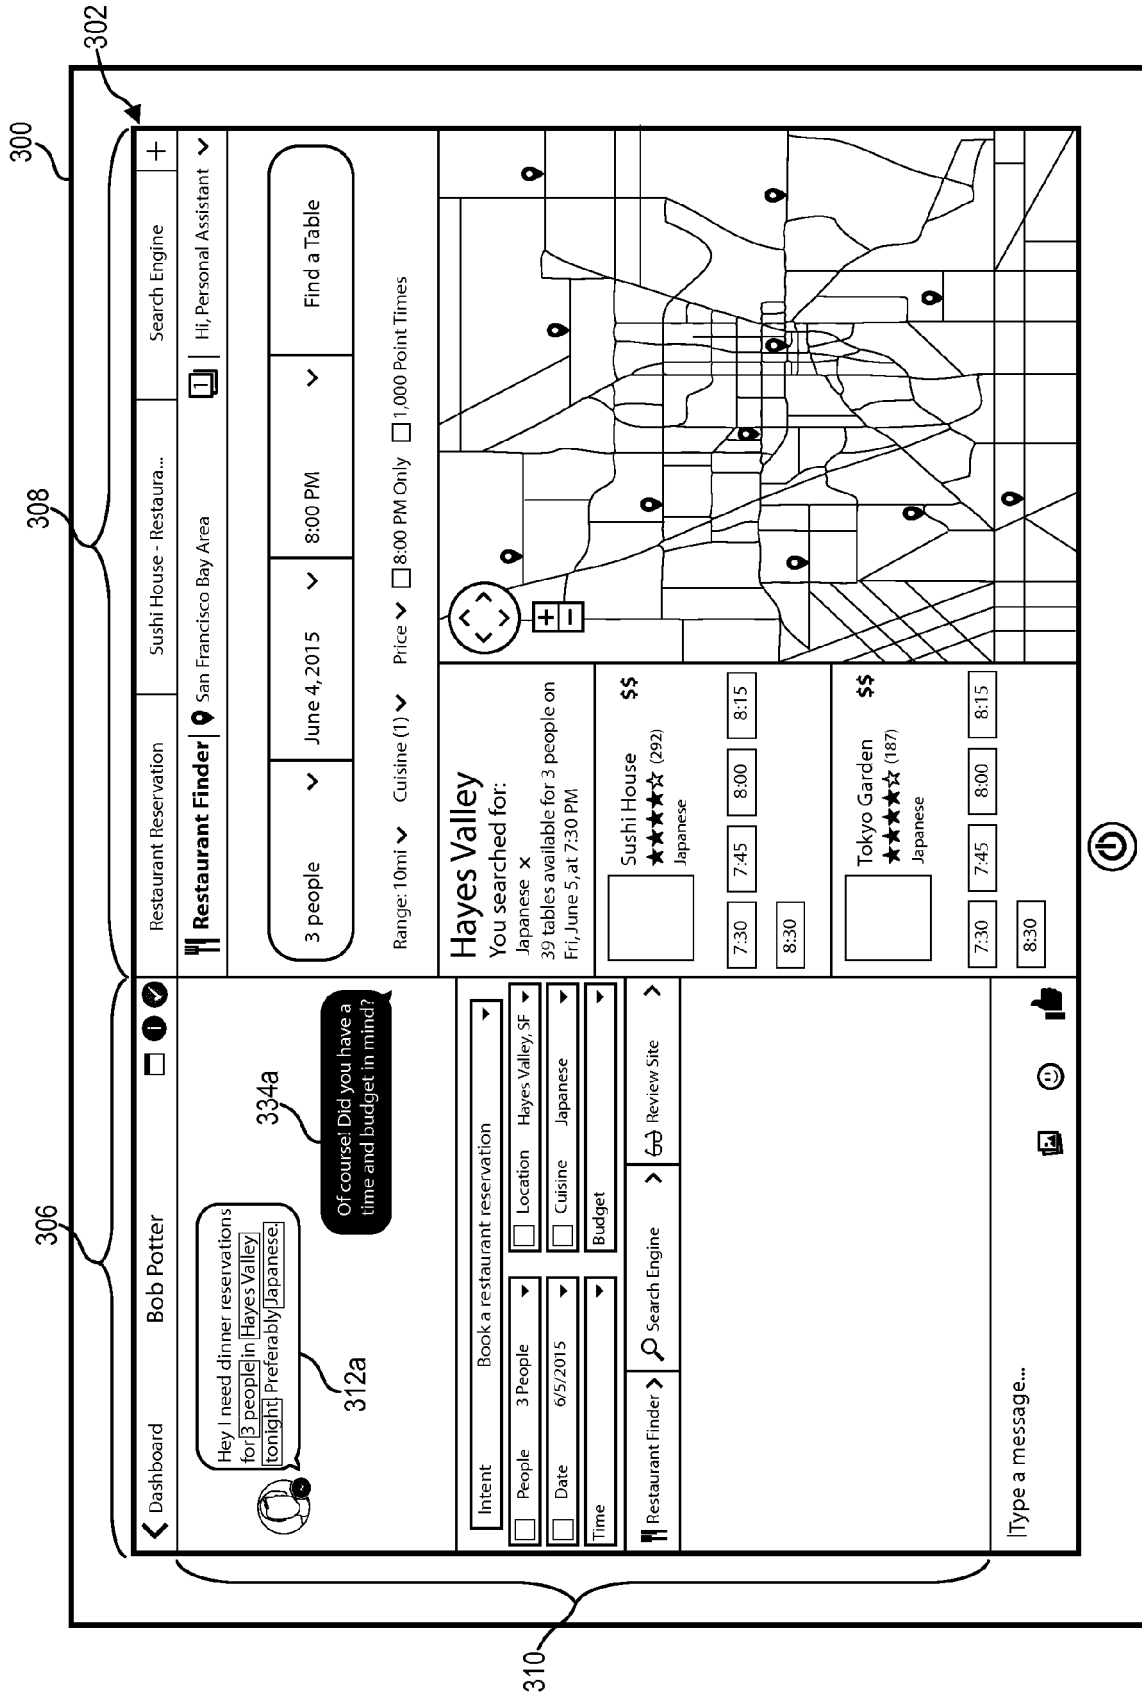 300
302
306
308
Dashboard
Bob Potter
Hey I need dinner reservations
for 3 people in Hayes Valley
tonight. Preferably Japanese.
312a
334a
Of course! Did you have a
time and budget in mind?
Intent
Book a restaurant reservation
People
3 People
Location
Hayes Valley, SF
Date
6/5/2015
Cuisine
Japanese
Time
Budget
Restaurant Finder
Search Engine
Review Site
|Type a message...
310
Restaurant Reservation
Sushi House - Restaura...
Search Engine
+
Restaurant Finder
San Francisco Bay Area
1
Hi, Personal Assistant
3 people
June 4, 2015
8:00 PM
Find a Table
Range: 10mi
Cuisine (1)
Price
8:00 PM Only
1,000 Point Times
Hayes Valley
You searched for:
Japanese ×
39 tables available for 3 people on
Fri, June 5, at 7:30 PM
Sushi House
$$
★★★★☆ (292)
Japanese
7:30
7:45
8:00
8:15
8:30
Tokyo Garden
$$
★★★★☆ (187)
Japanese
7:30
7:45
8:00
8:15
8:30
+
−